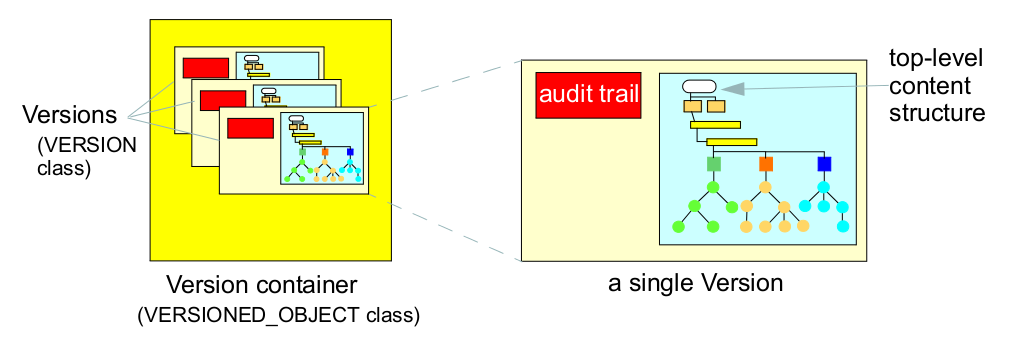 Versions
(VERSION
class)
Version container
(VERSIONED_OBJECT class)
audit trail
a single Version
top-level
content
structure